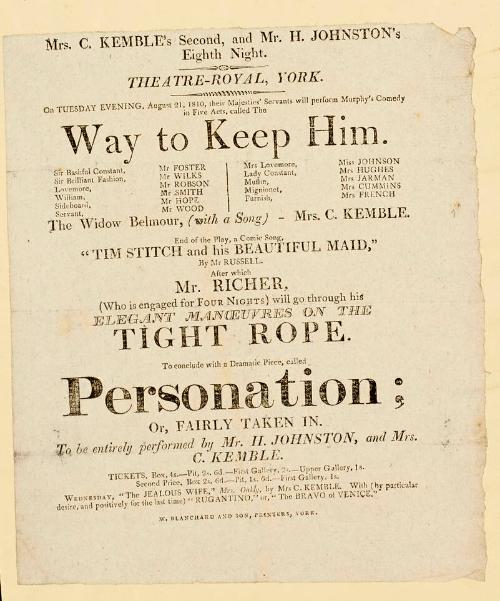 Mrs. C. KEMBLE's Second, and Mr. H. JOHNSTON's
Eighth Night.
THEATRE-ROYAL, YORK.
On TUESDAY EVENING, August 21, 1810, their Majesties' Servants will perform Murphy's Comedy
in Five Acts, called The
Way to Keep Him.
Sir Bashful Constant, Mr FOSTER
Sir Brilliant Fashion, Mr WILKS
Lovemore, Mr ROBSON
William, Mr SMITH
Sideboard, Mr HOPE
Servant, Mr WOOD
Mrs Lovemore, Miss JOHNSON
Lady Constant, Mrs HUGHES
Muslin, Mrs JARMAN
Mignionet, Mrs CUMMINS
Furnish, Mrs FRENCH
The Widow Belmour, (with a Song) - Mrs. C. KEMBLE.
End of the Play, a Comic Song,
"TIM STITCH and his BEAUTIFUL MAID,"
By Mr RUSSELL.
After which
Mr. RICHER,
(Who is engaged for FOUR NIGHTS) will go through his
ELEGANT MANŒUVRES ON THE
TIGHT ROPE.
To conclude with a Dramatic Piece, called
Personation;
Or, FAIRLY TAKEN IN.
To be entirely performed by Mr. H. JOHNSTON, and Mrs.
C. KEMBLE.
TICKETS, Box, 4s.—Pit, 2s. 6d.—First Gallery, 2s.—Upper Gallery, 1s.
Second Price, Box 2s. 6d.—Pit, 1s. 6d.—First Gallery, 1s.
WEDNESDAY, "The JEALOUS WIFE," Mrs. Oakly, by Mrs C. KEMBLE. With (by particular
desire, and positively for the last time) "RUGANTINO," or, "The BRAVO of VENICE."
W. BLANCHARD AND SON, PRINTERS, YORK.